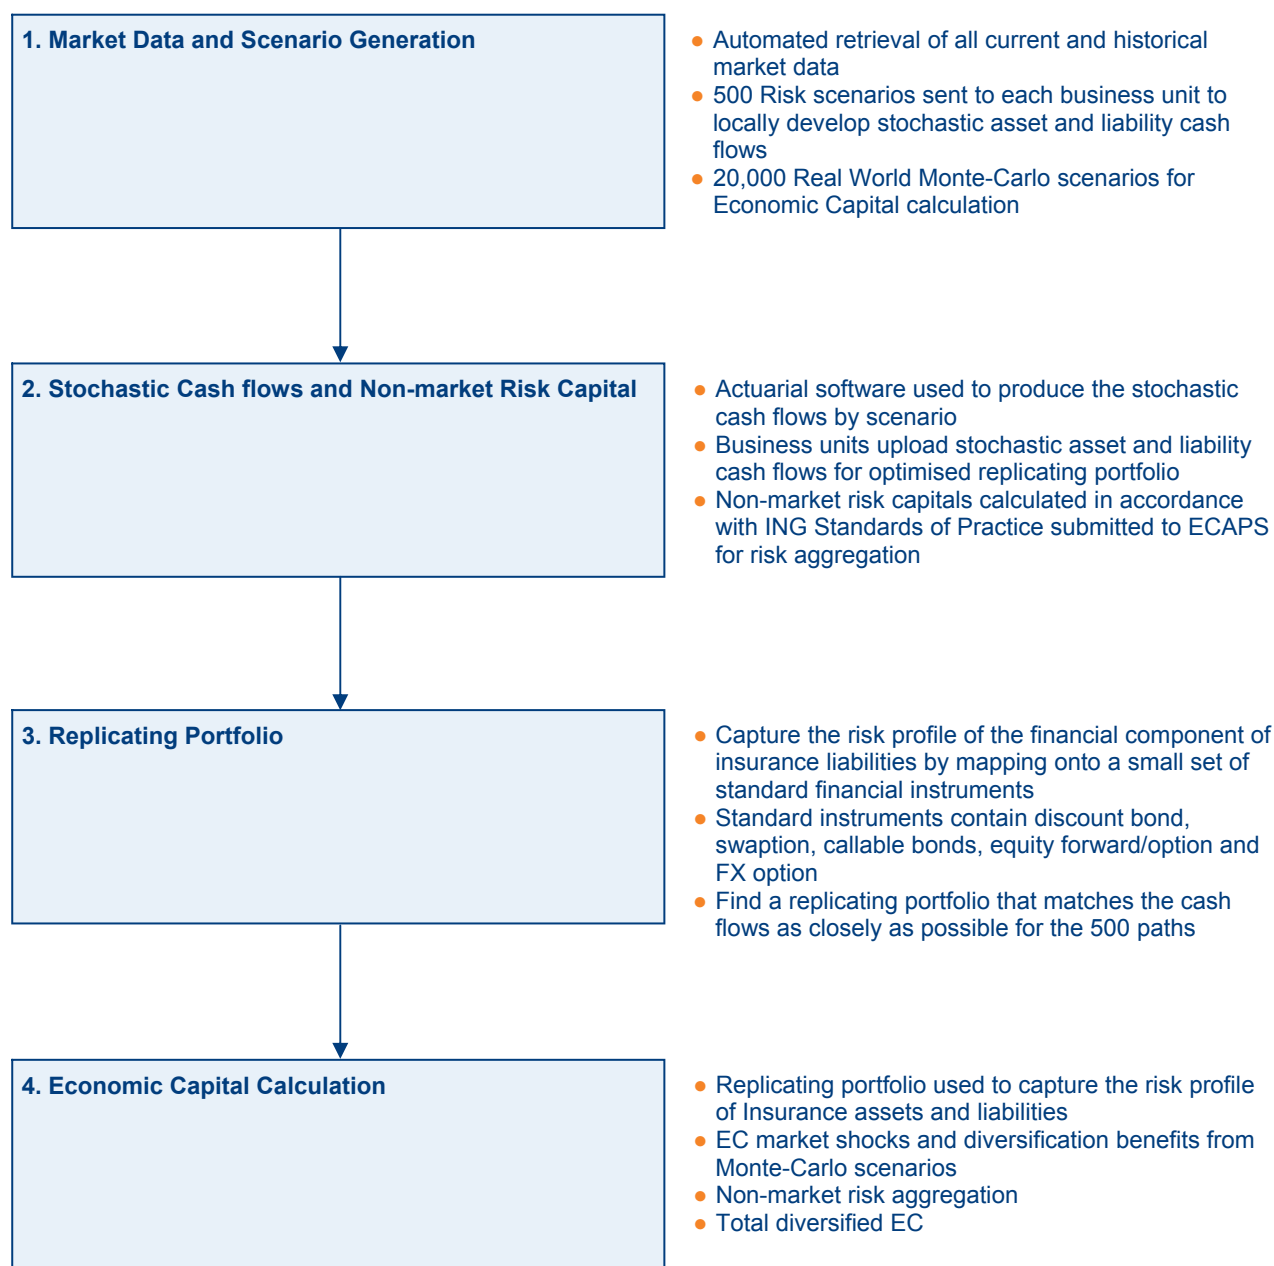 1. Market Data and Scenario Generation
● Automated retrieval of all current and historical
market data
● 500 Risk scenarios sent to each business unit to
locally develop stochastic asset and liability cash
flows
● 20,000 Real World Monte-Carlo scenarios for
Economic Capital calculation
2. Stochastic Cash flows and Non-market Risk Capital
● Actuarial software used to produce the stochastic
cash flows by scenario
● Business units upload stochastic asset and liability
cash flows for optimised replicating portfolio
● Non-market risk capitals calculated in accordance
with ING Standards of Practice submitted to ECAPS
for risk aggregation
3. Replicating Portfolio
● Capture the risk profile of the financial component of
insurance liabilities by mapping onto a small set of
standard financial instruments
● Standard instruments contain discount bond,
swaption, callable bonds, equity forward/option and
FX option
● Find a replicating portfolio that matches the cash
flows as closely as possible for the 500 paths
4. Economic Capital Calculation
● Replicating portfolio used to capture the risk profile
of Insurance assets and liabilities
● EC market shocks and diversification benefits from
Monte-Carlo scenarios
● Non-market risk aggregation
● Total diversified EC